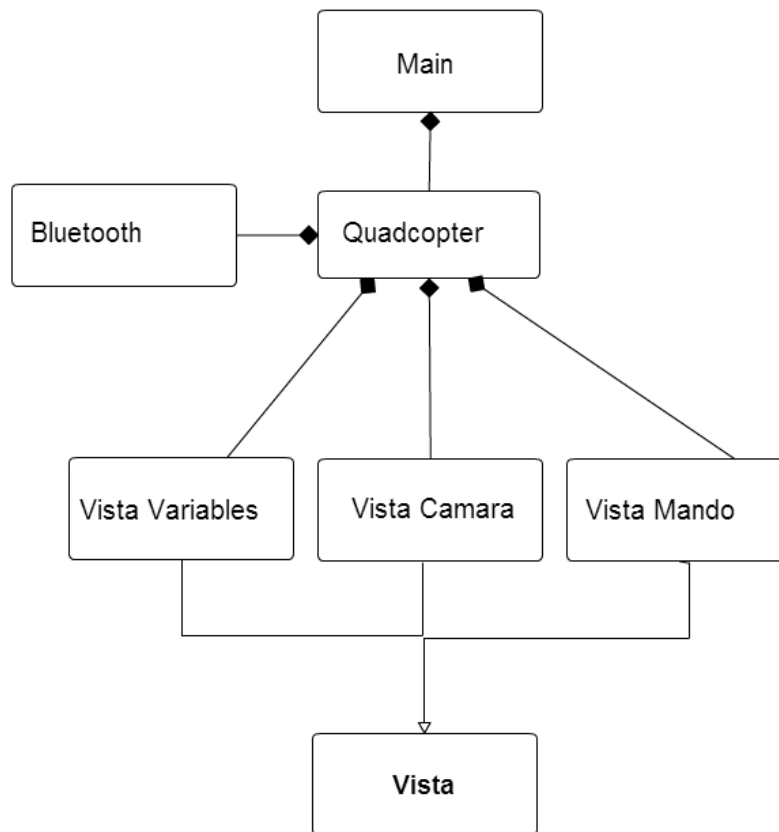 Main
Bluetooth
Quadcopter
Vista Variables
Vista Camara
Vista Mando
Vista